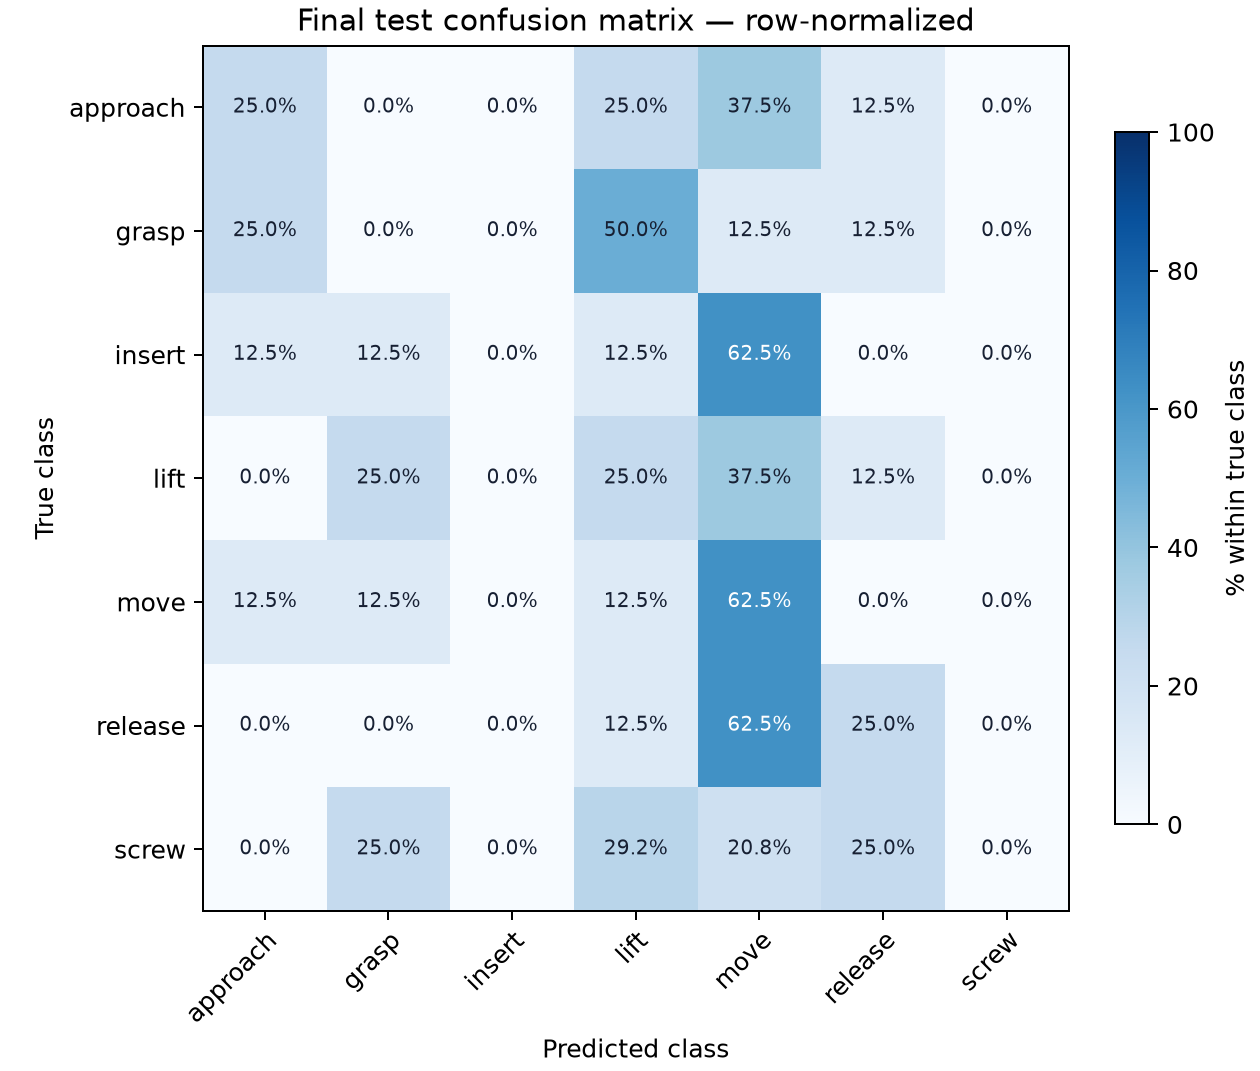 Final test confusion matrix — row-normalized
approach 25.0% 0.0% 0.0% 25.0% 37.5% 12.5% 0.0%
grasp 25.0% 0.0% 0.0% 50.0% 12.5% 12.5% 0.0%
insert 12.5% 12.5% 0.0% 12.5% 62.5% 0.0% 0.0%
lift 0.0% 25.0% 0.0% 25.0% 37.5% 12.5% 0.0%
move 12.5% 12.5% 0.0% 12.5% 62.5% 0.0% 0.0%
release 0.0% 0.0% 0.0% 12.5% 62.5% 25.0% 0.0%
screw 0.0% 25.0% 0.0% 29.2% 20.8% 25.0% 0.0%
approach grasp insert lift move release screw
Predicted class
True class
100
80
60
40
20
0
% within true class